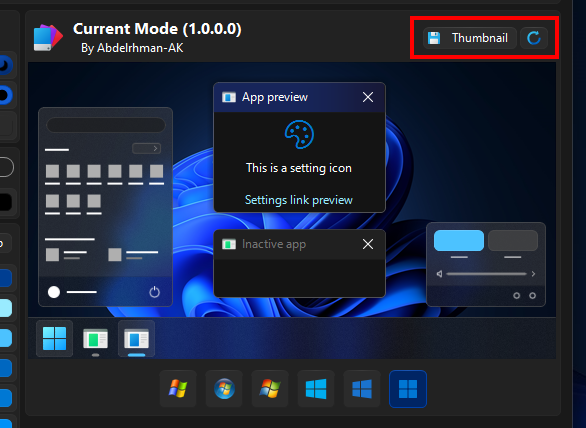 Current Mode (1.0.0.0)
By Abdelrhman-AK
Thumbnail
App preview
This is a setting icon
Settings link preview
Inactive app